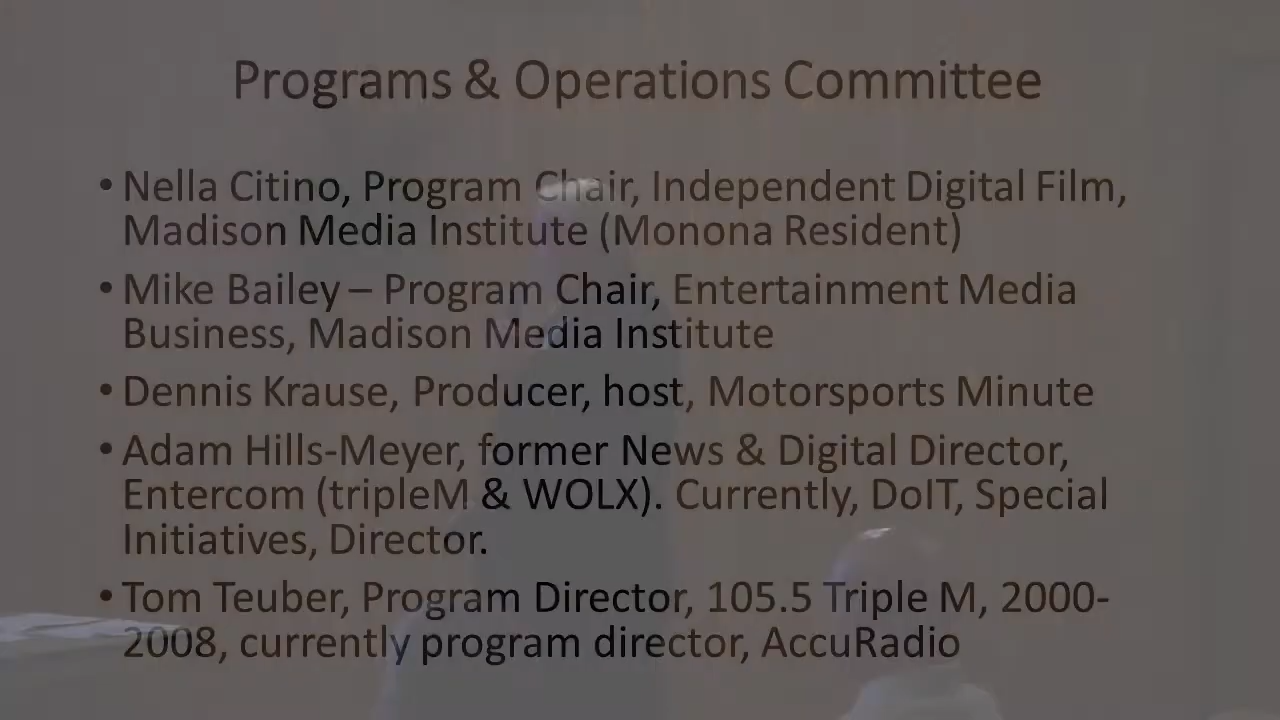 Programs & Operations Committee
• Nella Citino, Program Chair, Independent Digital Film,
Madison Media Institute (Monona Resident)
• Mike Bailey – Program Chair, Entertainment Media
Business, Madison Media Institute
• Dennis Krause, Producer, host, Motorsports Minute
• Adam Hills-Meyer, former News & Digital Director,
Entercom (tripleM & WOLX). Currently, DoIT, Special
Initiatives, Director.
• Tom Teuber, Program Director, 105.5 Triple M, 2000-
2008, currently program director, AccuRadio